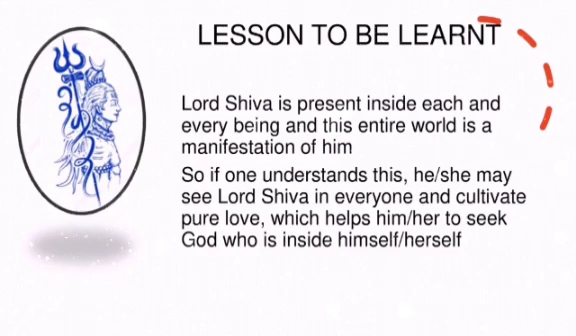 LESSON TO BE LEARNT
Lord Shiva is present inside each and
every being and this entire world is a
manifestation of him
So if one understands this, he/she may
see Lord Shiva in everyone and cultivate
pure love, which helps him/her to seek
God who is inside himself/herself